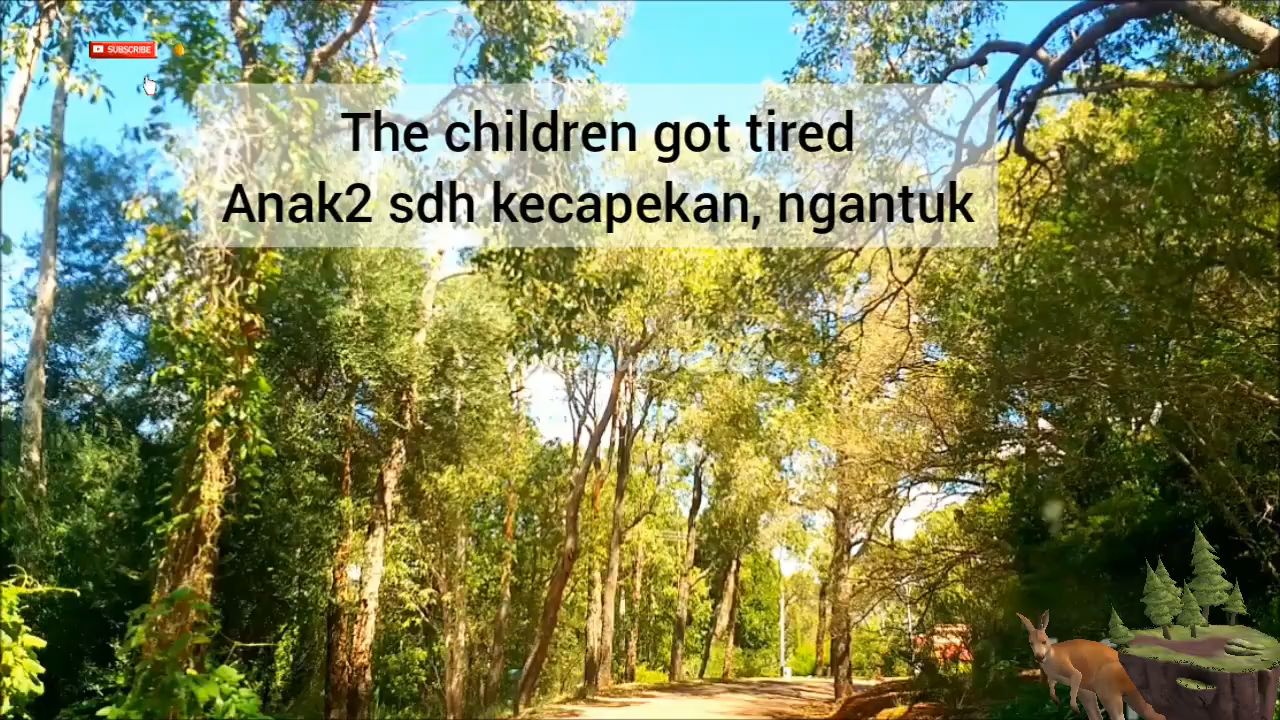 SUBSCRIBE
The children got tired
Anak2 sdh kecapekan, ngantuk